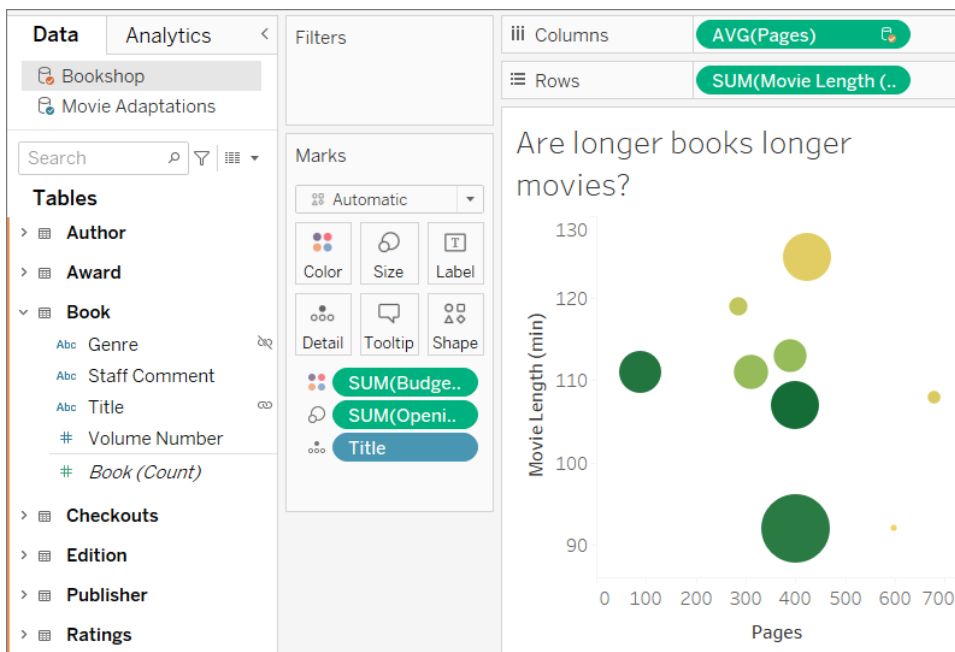 Data
Analytics
Bookshop
Movie Adaptations
Search
Tables
Author
Award
Book
Abc Genre
Abc Staff Comment
Abc Title
# Volume Number
# Book (Count)
Checkouts
Edition
Publisher
Ratings
Filters
Marks
Automatic
Color Size Label
T
Detail Tooltip Shape
SUM(Budge..
SUM(Openi..
Title
Columns AVG(Pages)
Rows SUM(Movie Length (..
Are longer books longer
movies?
Movie Length (min)
130
120
110
100
90
0 100 200 300 400 500 600 700
Pages